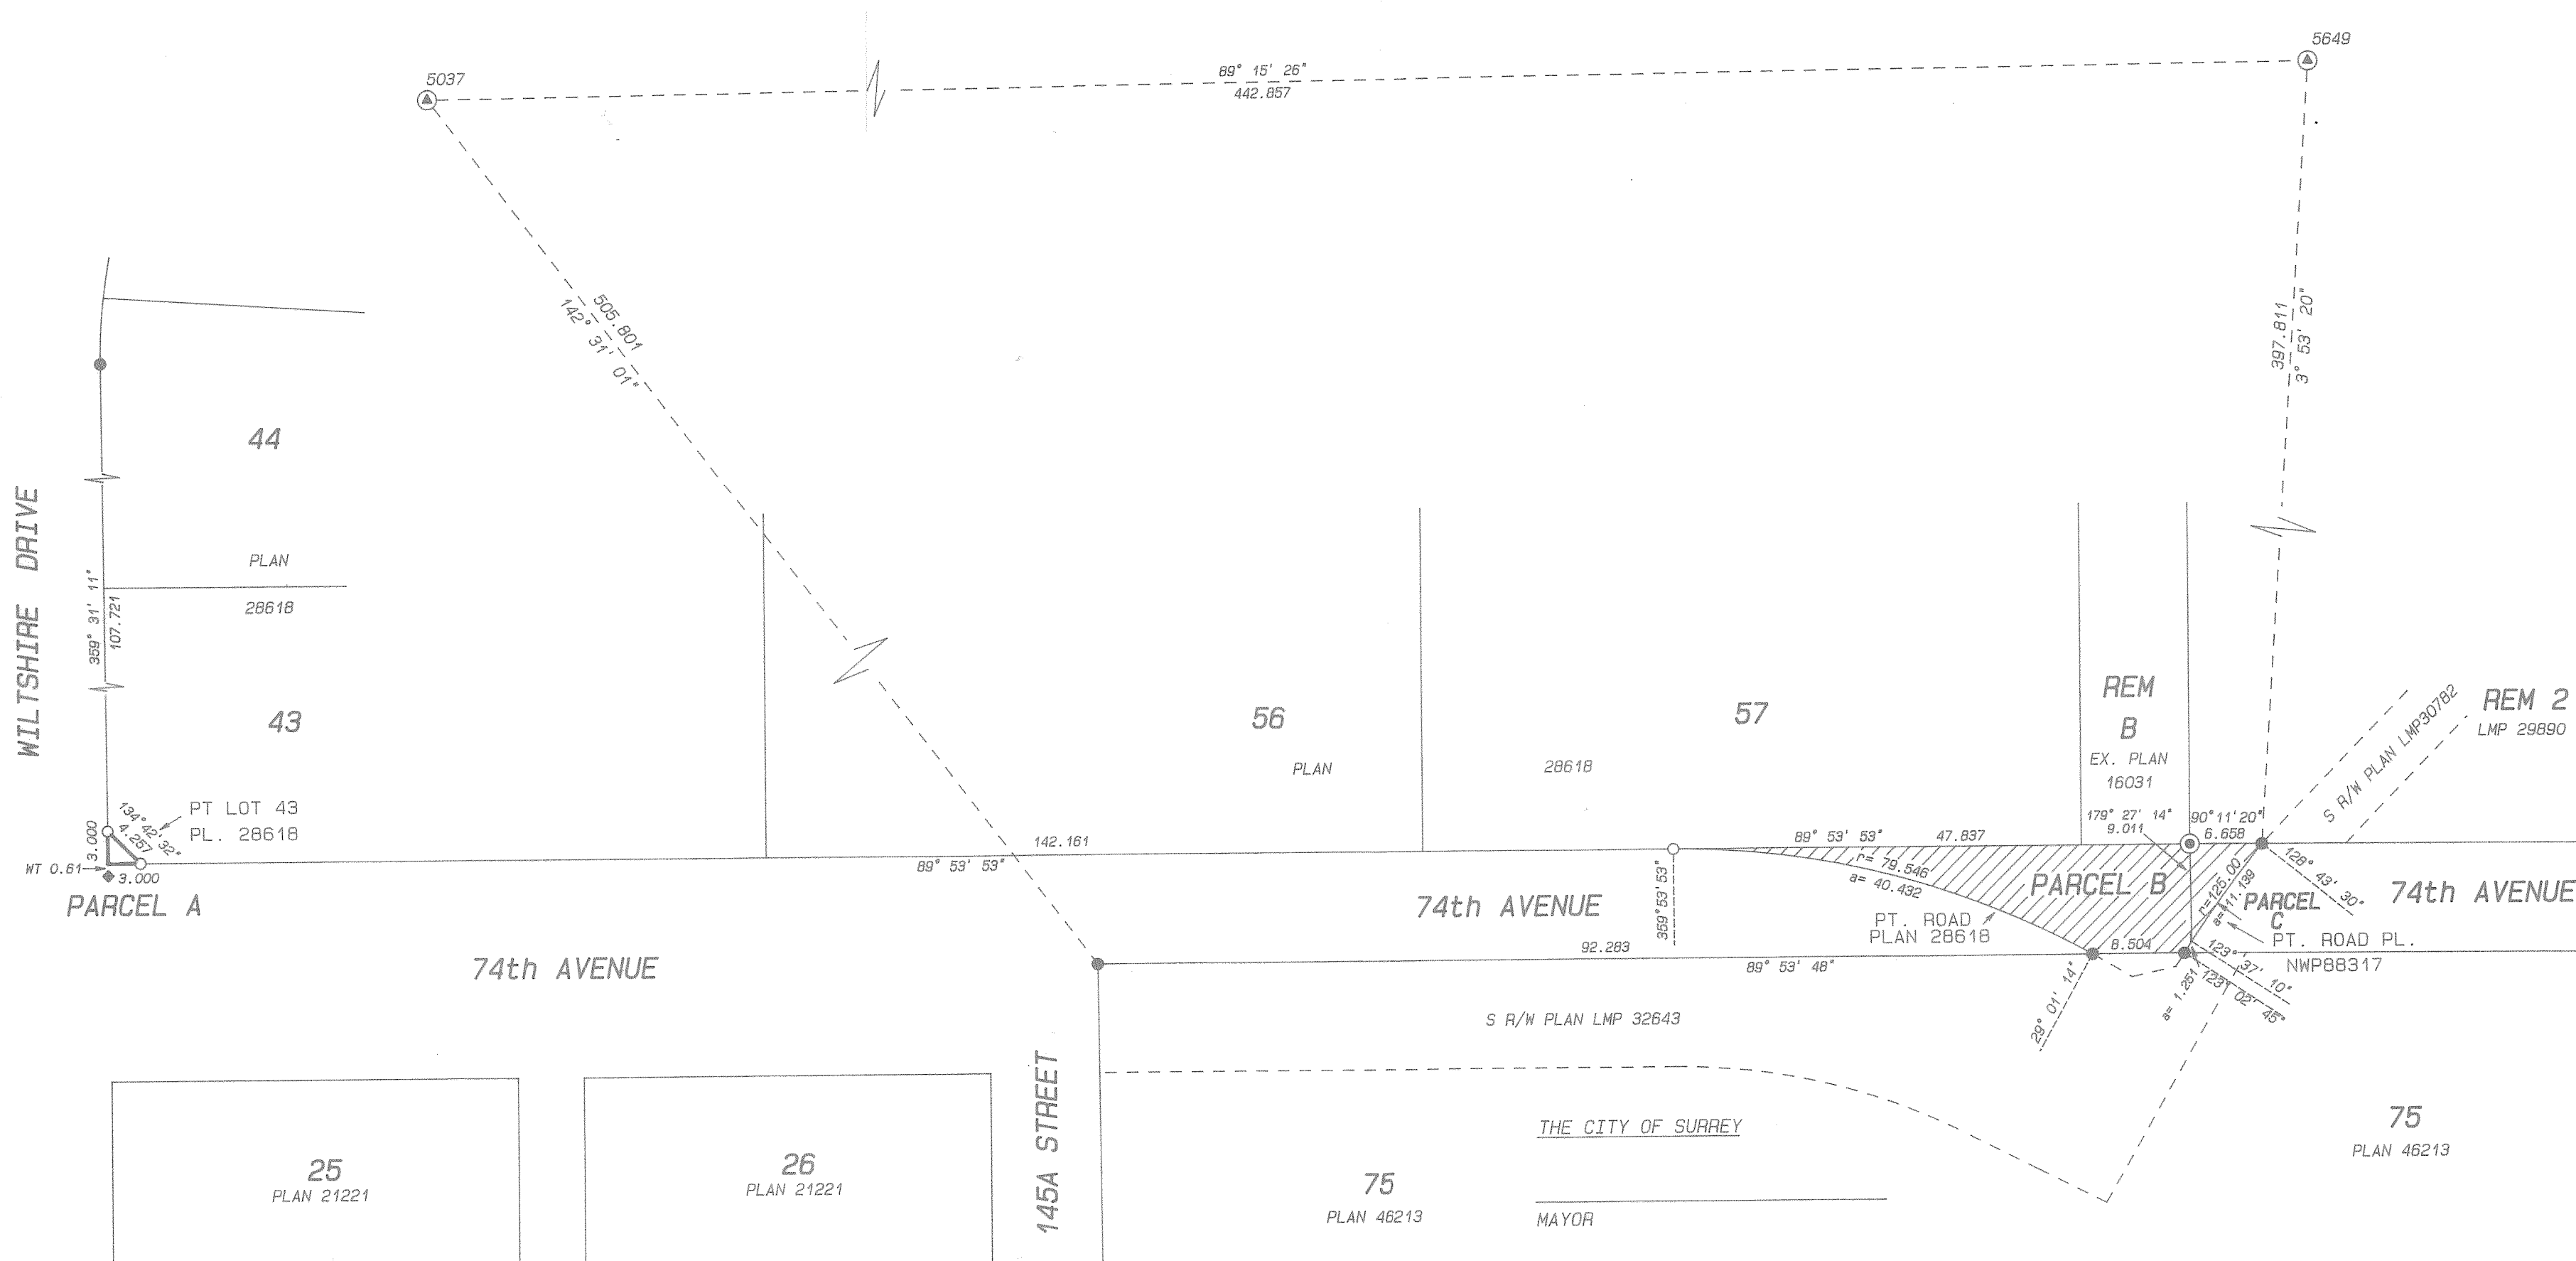 5649
5037
89° 15' 26"
442.857
505.801
142° 31' 01"
397.811
3° 53' 20"
44
PLAN
28618
359° 31' 11"
107.721
WILTSHIRE DRIVE
43
56
PLAN
57
28618
REM
B
EX. PLAN
16031
S R/W PLAN LMP30782
REM 2
LMP 29890
PT LOT 43
PL. 28618
134° 42' 32"
4.257
3.000
WT 0.61
3.000
PARCEL A
142.161
89° 53' 53"
89° 53' 53"
47.837
179° 27' 14"
9.011
90° 11' 20"
6.658
r= 79.546
a= 40.432
PARCEL B
r=125.00
a=11.139
128° 43' 30"
PARCEL
C
74th AVENUE
74th AVENUE
359° 53' 53"
PT. ROAD
PLAN 28618
PT. ROAD PL.
NWP88317
92.283
89° 53' 48"
8.504
123° 37' 10"
123° 02' 45"
a= 1.251
29° 01' 14"
74th AVENUE
S R/W PLAN LMP 32643
145A STREET
25
PLAN 21221
26
PLAN 21221
THE CITY OF SURREY
75
PLAN 46213
MAYOR
75
PLAN 46213